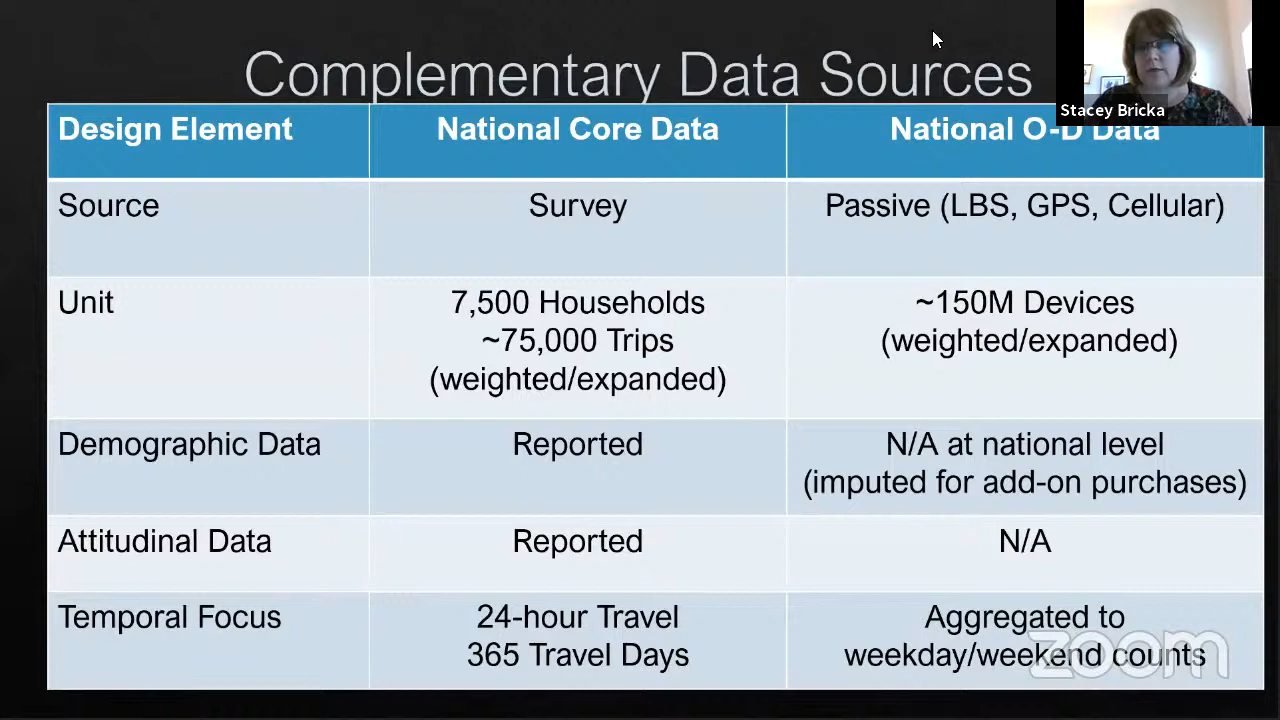 Complementary Data Sources
Stacey Bricka
Design Element
National Core Data
National O-D Data
Source
Survey
Passive (LBS, GPS, Cellular)
Unit
7,500 Households
~75,000 Trips
(weighted/expanded)
~150M Devices
(weighted/expanded)
Demographic Data
Reported
N/A at national level
(imputed for add-on purchases)
Attitudinal Data
Reported
N/A
Temporal Focus
24-hour Travel
365 Travel Days
Aggregated to
weekday/weekend counts
zoom